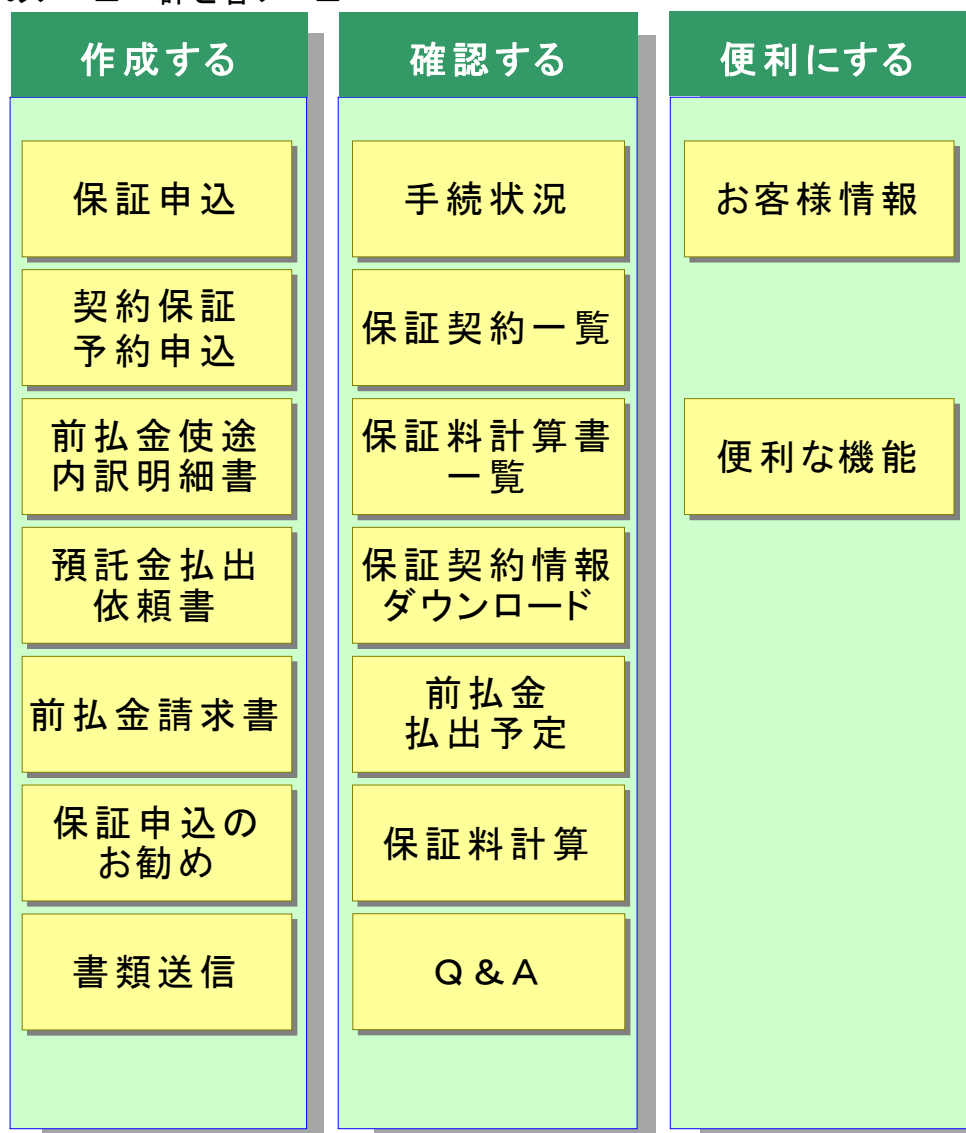 作成する
保証申込
契約保証
予約申込
前払金使途
内訳明細書
預託金払出
依頼書
前払金請求書
保証申込の
お勧め
書類送信
確認する
手続状況
保証契約一覧
保証料計算書
一覧
保証契約情報
ダウンロード
前払金
払出予定
保証料計算
Q&A
便利にする
お客様情報
便利な機能